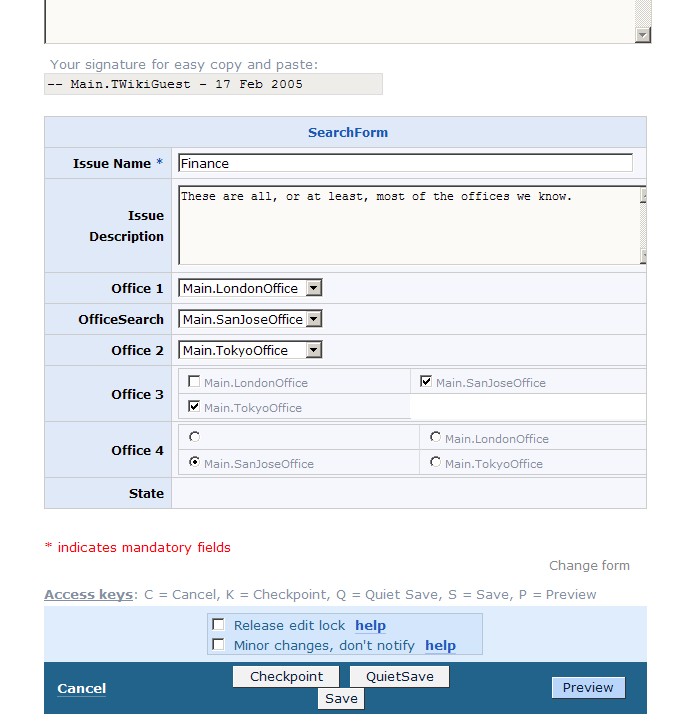 Your signature for easy copy and paste:
-- Main.TWikiGuest - 17 Feb 2005
SearchForm
Issue Name * Finance
Issue Description These are all, or at least, most of the offices we know.
Office 1 Main.LondonOffice
OfficeSearch Main.SanJoseOffice
Office 2 Main.TokyoOffice
Office 3 Main.LondonOffice Main.SanJoseOffice
Main.TokyoOffice
Office 4 Main.LondonOffice
Main.SanJoseOffice Main.TokyoOffice
State
* indicates mandatory fields
Change form
Access keys: C = Cancel, K = Checkpoint, Q = Quiet Save, S = Save, P = Preview
Release edit lock help
Minor changes, don't notify help
Cancel Checkpoint QuietSave Save Preview